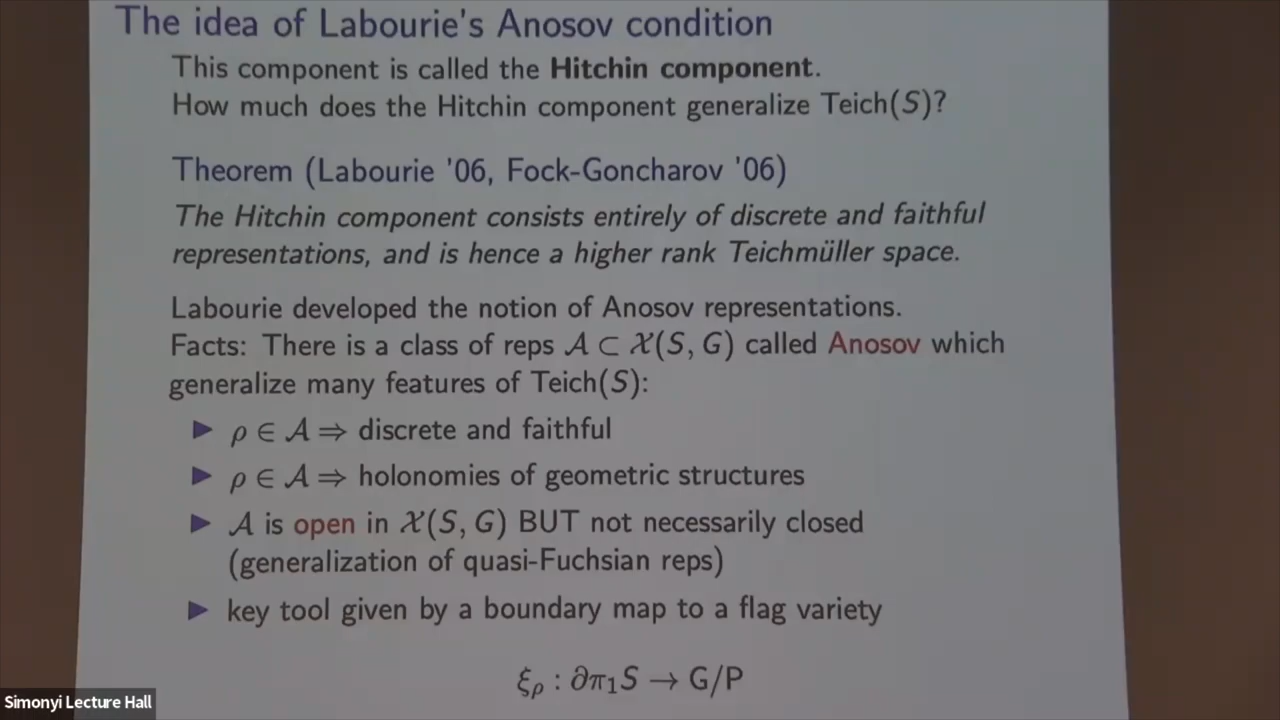 The idea of Labourie's Anosov condition
This component is called the Hitchin component.
How much does the Hitchin component generalize Teich(S)?
Theorem (Labourie '06, Fock-Goncharov '06)
The Hitchin component consists entirely of discrete and faithful
representations, and is hence a higher rank Teichmüller space.
Labourie developed the notion of Anosov representations.
Facts: There is a class of reps 𝒜 ⊂ 𝒳(S, G) called Anosov which
generalize many features of Teich(S):
▶ ρ ∈ 𝒜 ⇒ discrete and faithful
▶ ρ ∈ 𝒜 ⇒ holonomies of geometric structures
▶ 𝒜 is open in 𝒳(S, G) BUT not necessarily closed
(generalization of quasi-Fuchsian reps)
▶ key tool given by a boundary map to a flag variety
ξρ : ∂π₁S → G/P
Simonyi Lecture Hall